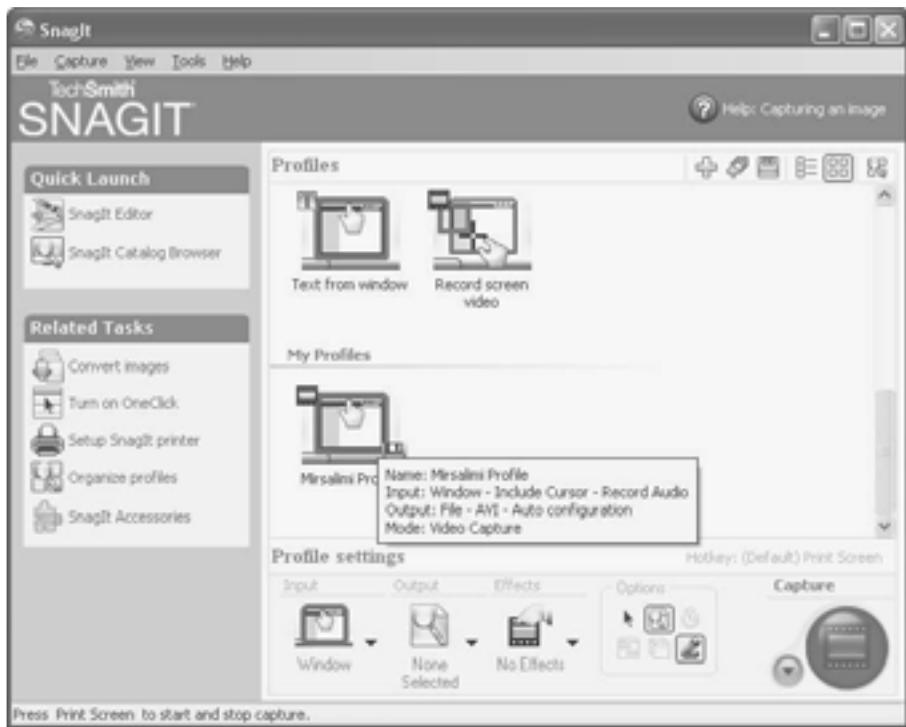 SnagIt
File Capture View Tools Help
TechSmith
SNAGIT
Help: Capturing an image
Quick Launch
SnagIt Editor
SnagIt Catalog Browser
Related Tasks
Convert images
Turn on OneClick
Setup SnagIt printer
Organize profiles
SnagIt Accessories
Profiles
Text from window
Record screen
video
My Profiles
Mirsalimi Pro
Name: Mirsalimi Profile
Input: Window - Include Cursor - Record Audio
Output: File - AVI - Auto configuration
Mode: Video Capture
Profile settings
Hotkey: (Default) Print Screen
Input Output Effects Options Capture
Window
None
Selected
No Effects
Press Print Screen to start and stop capture.